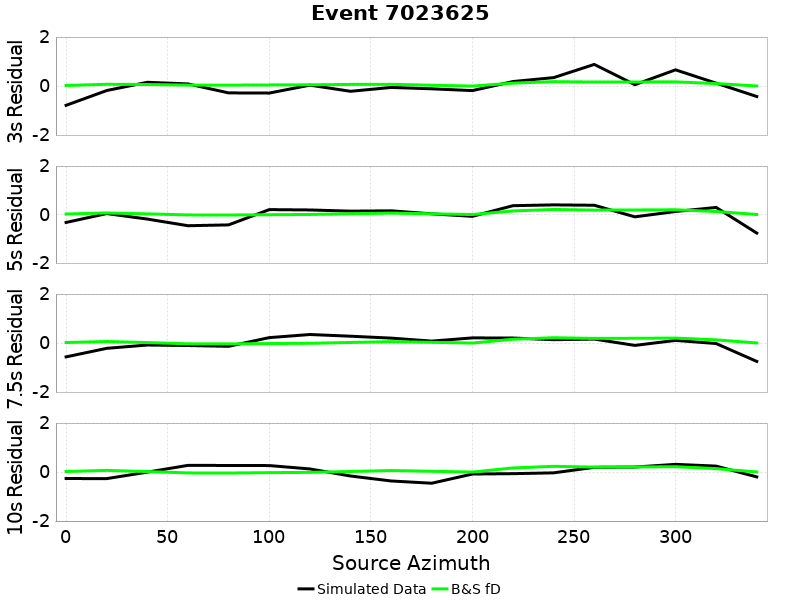 Event 7023625
3s Residual
2
0
-2
5s Residual
2
0
-2
7.5s Residual
2
0
-2
10s Residual
2
0
-2
0 50 100 150 200 250 300
Source Azimuth
Simulated Data B&S fD